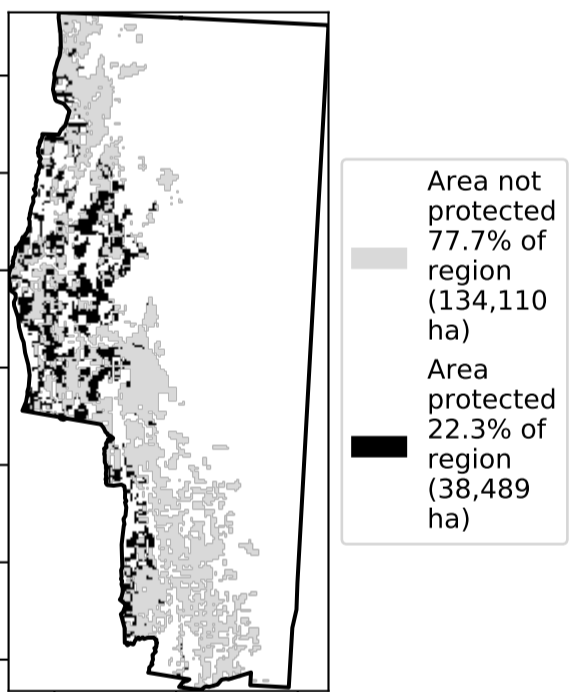 Area not
protected
77.7% of
region
(134,110
ha)
Area
protected
22.3% of
region
(38,489
ha)